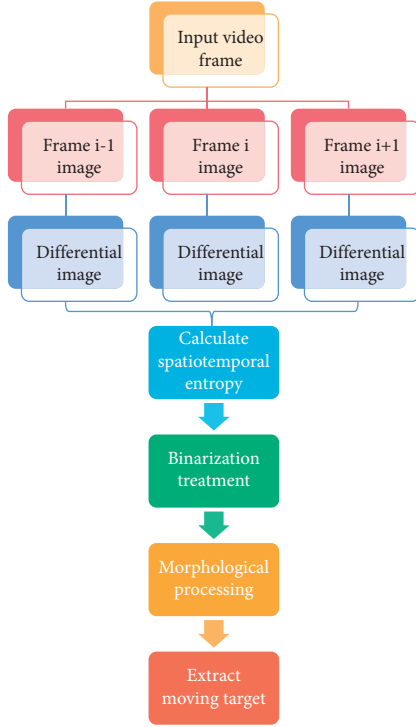 Input video
frame
Frame i-1
image
Frame i
image
Frame i+1
image
Differential
image
Differential
image
Differential
image
Calculate
spatiotemporal
entropy
Binarization
treatment
Morphological
processing
Extract
moving target